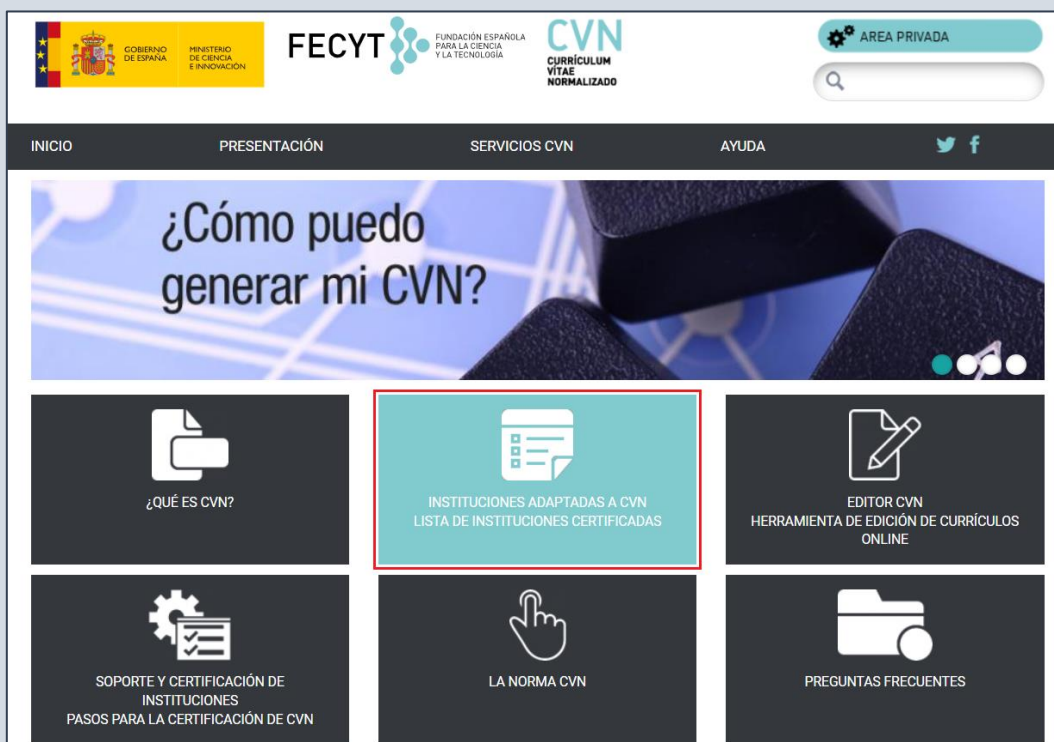 GOBIERNO
DE ESPAÑA
MINISTERIO
DE CIENCIA
E INNOVACIÓN
FECYT
FUNDACIÓN ESPAÑOLA
PARA LA CIENCIA
Y LA TECNOLOGÍA
CVN
CURRÍCULUM
VÍTAE
NORMALIZADO
AREA PRIVADA
INICIO
PRESENTACIÓN
SERVICIOS CVN
AYUDA
¿Cómo puedo
generar mi CVN?
¿QUÉ ES CVN?
INSTITUCIONES ADAPTADAS A CVN
LISTA DE INSTITUCIONES CERTIFICADAS
EDITOR CVN
HERRAMIENTA DE EDICIÓN DE CURRÍCULOS
ONLINE
SOPORTE Y CERTIFICACIÓN DE
INSTITUCIONES
PASOS PARA LA CERTIFICACIÓN DE CVN
LA NORMA CVN
PREGUNTAS FRECUENTES